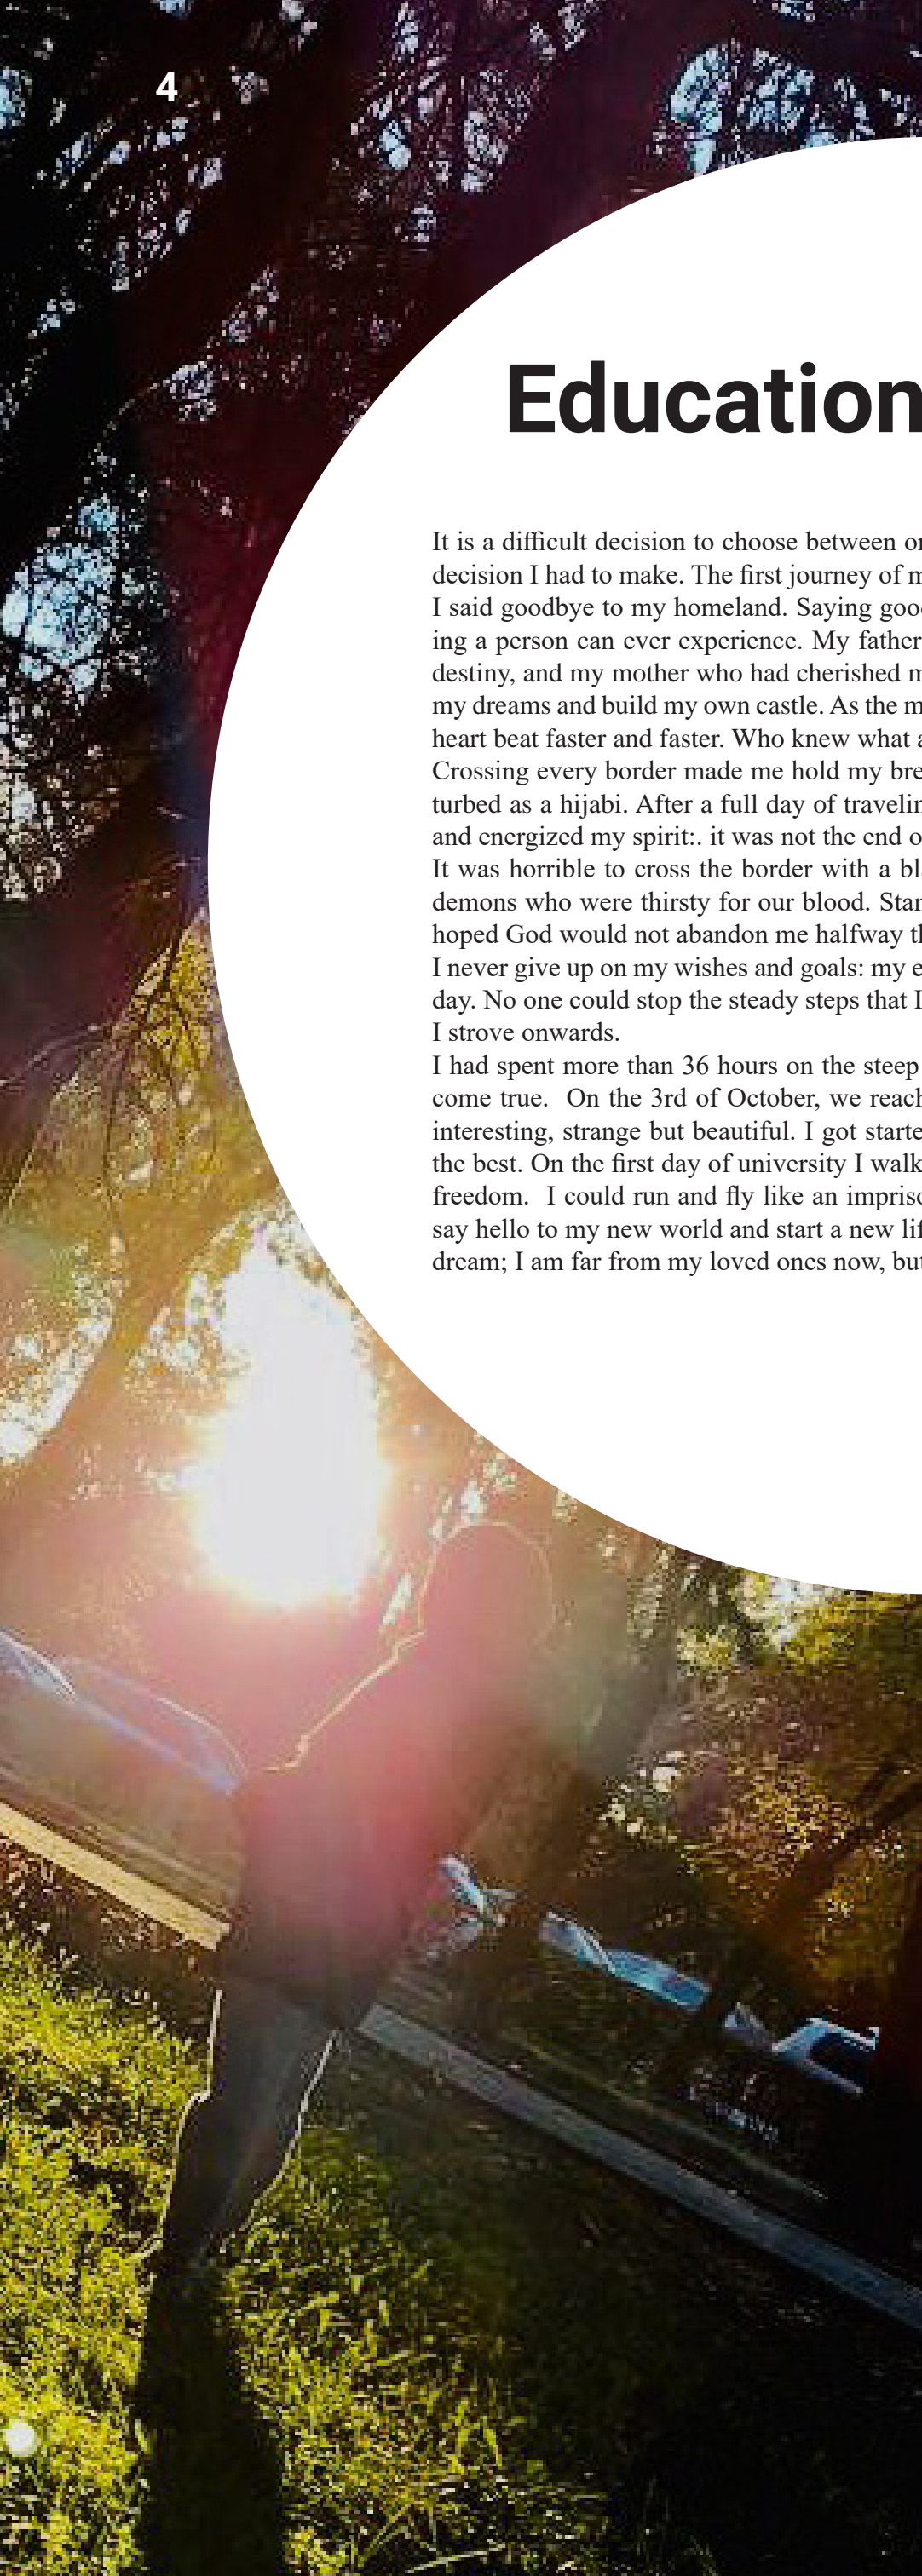 4
Education
It is a difficult decision to choose between or
decision I had to make. The first journey of m
I said goodbye to my homeland. Saying goo
ing a person can ever experience. My father
destiny, and my mother who had cherished m
my dreams and build my own castle. As the m
heart beat faster and faster. Who knew what a
Crossing every border made me hold my bre
turbed as a hijabi. After a full day of travelin
and energized my spirit:. it was not the end o
It was horrible to cross the border with a bla
demons who were thirsty for our blood. Star
hoped God would not abandon me halfway th
I never give up on my wishes and goals: my e
day. No one could stop the steady steps that I
I strove onwards.
I had spent more than 36 hours on the steep
come true.  On the 3rd of October, we reach
interesting, strange but beautiful. I got starte
the best. On the first day of university I walk
freedom.  I could run and fly like an impriso
say hello to my new world and start a new lif
dream; I am far from my loved ones now, but